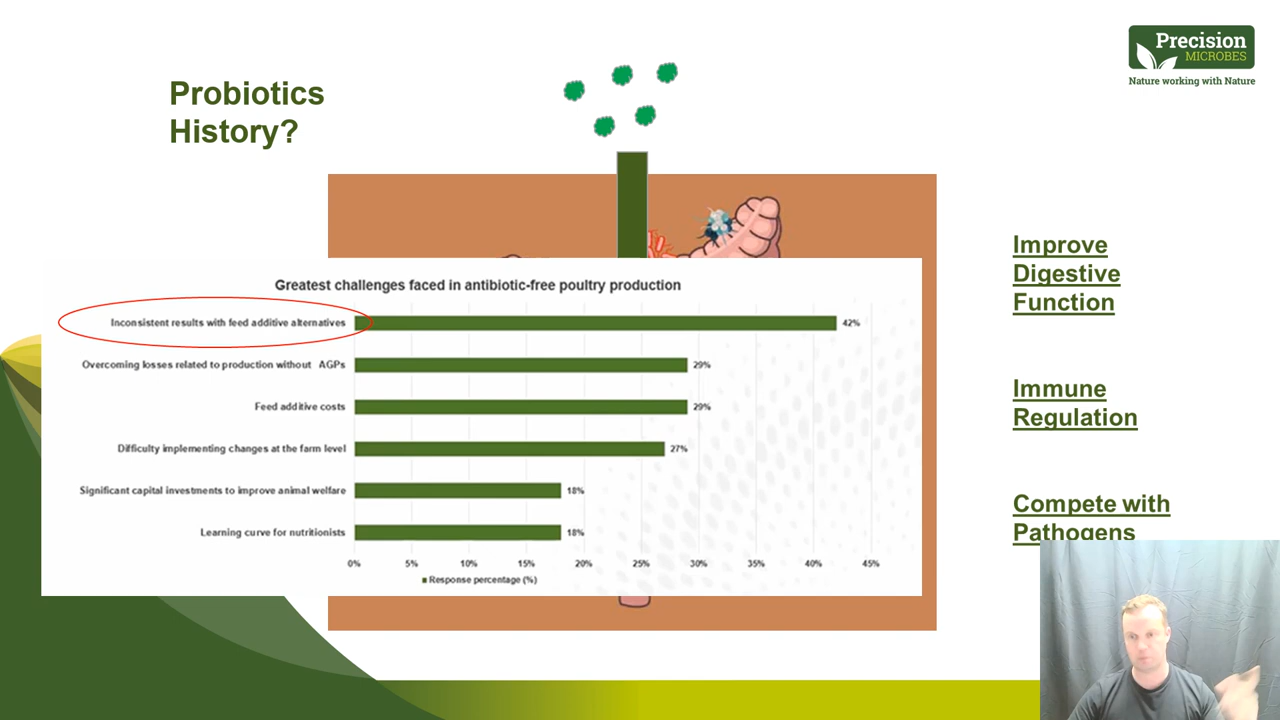 Precision
MICROBES
Nature working with Nature
Probiotics
History?
Improve
Digestive
Function
Immune
Regulation
Compete with
Pathogens
Greatest challenges faced in antibiotic-free poultry production
Inconsistent results with feed additive alternatives
42%
Overcoming losses related to production without AGPs
29%
Feed additive costs
29%
Difficulty implementing changes at the farm level
27%
Significant capital investments to improve animal welfare
18%
Learning curve for nutritionists
18%
0% 5% 10% 15% 20% 25% 30% 35% 40% 45%
Response percentage (%)